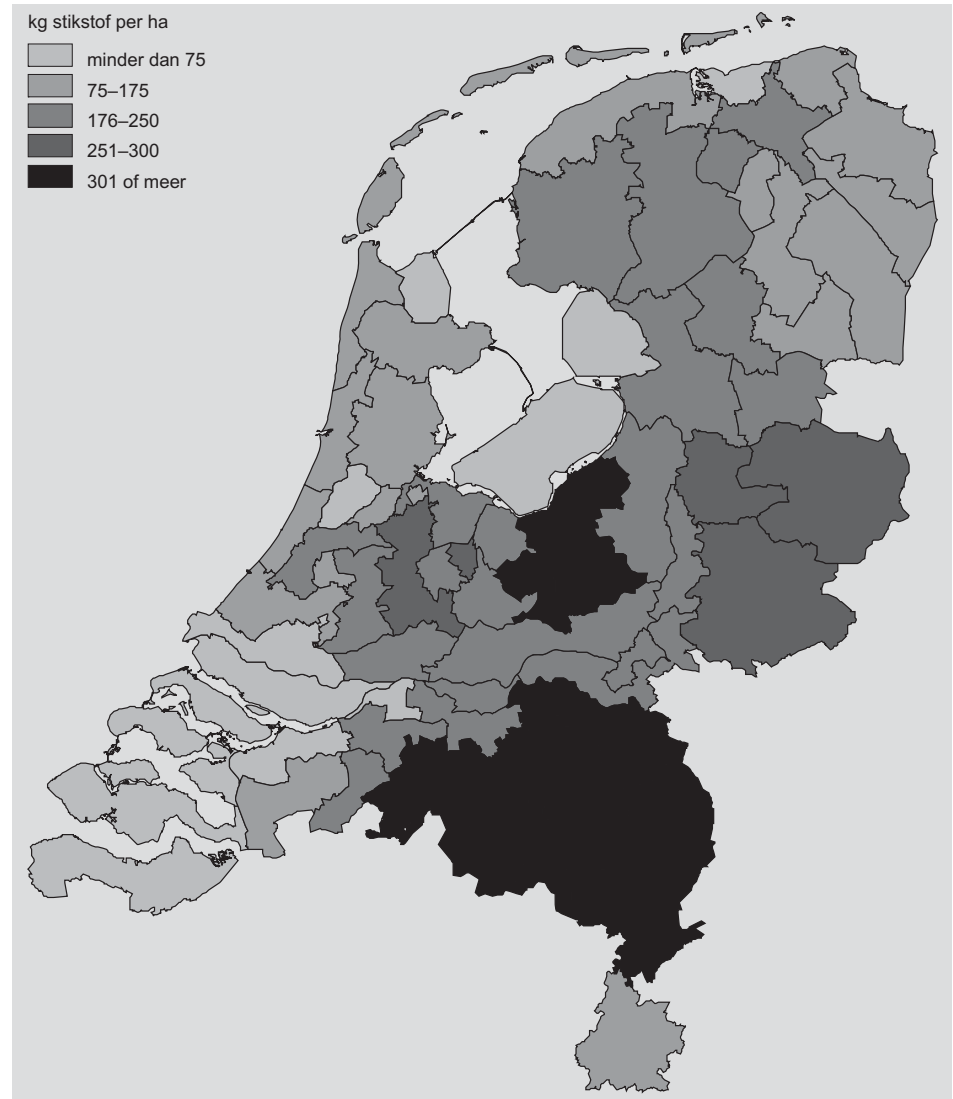 kg stikstof per ha
minder dan 75
75–175
176–250
251–300
301 of meer